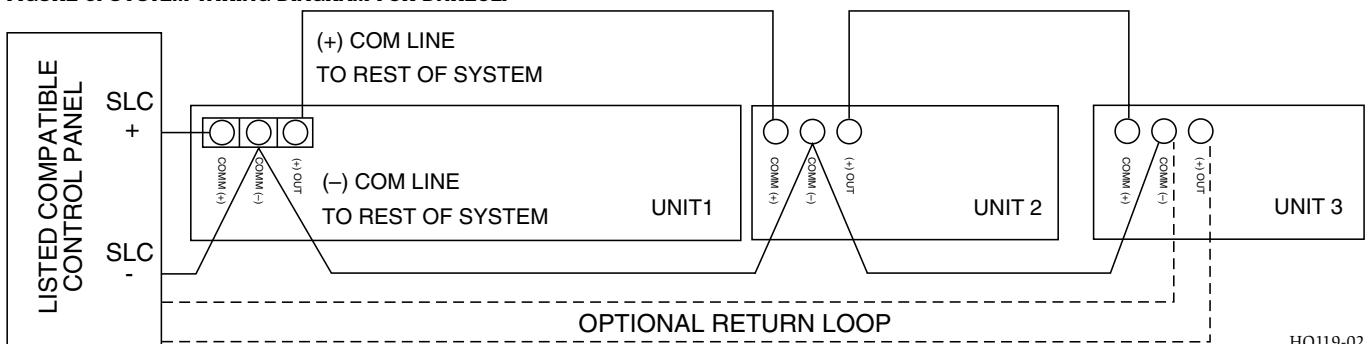 (+) COM LINE
TO REST OF SYSTEM
LISTED COMPATIBLE
CONTROL PANEL
SLC
+
COMM (+)
COMM (–)
(+) OUT
(–) COM LINE
TO REST OF SYSTEM
UNIT1
COMM (+)
COMM (–)
(+) OUT
UNIT 2
COMM (+)
COMM (–)
(+) OUT
UNIT 3
SLC
-
OPTIONAL RETURN LOOP
H0119-02